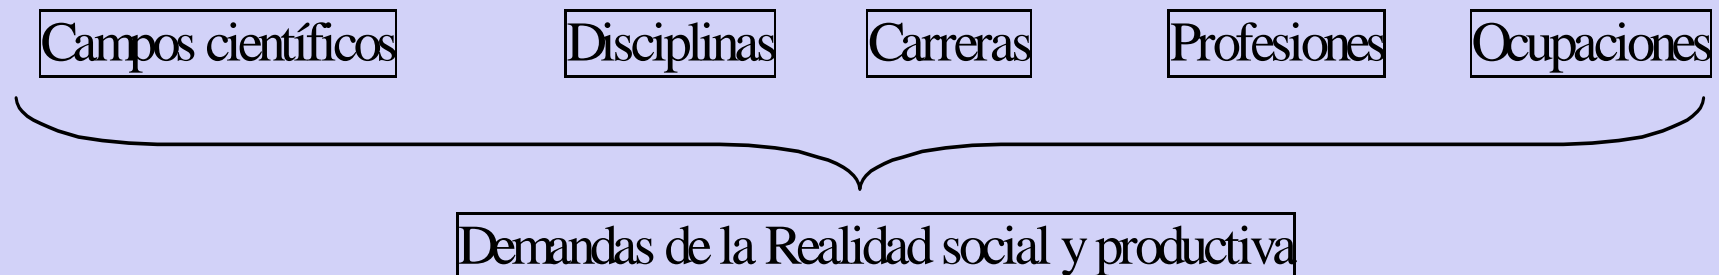 Campos científicos Disciplinas Carreras Profesiones Ocupaciones
Demandas de la Realidad social y productiva